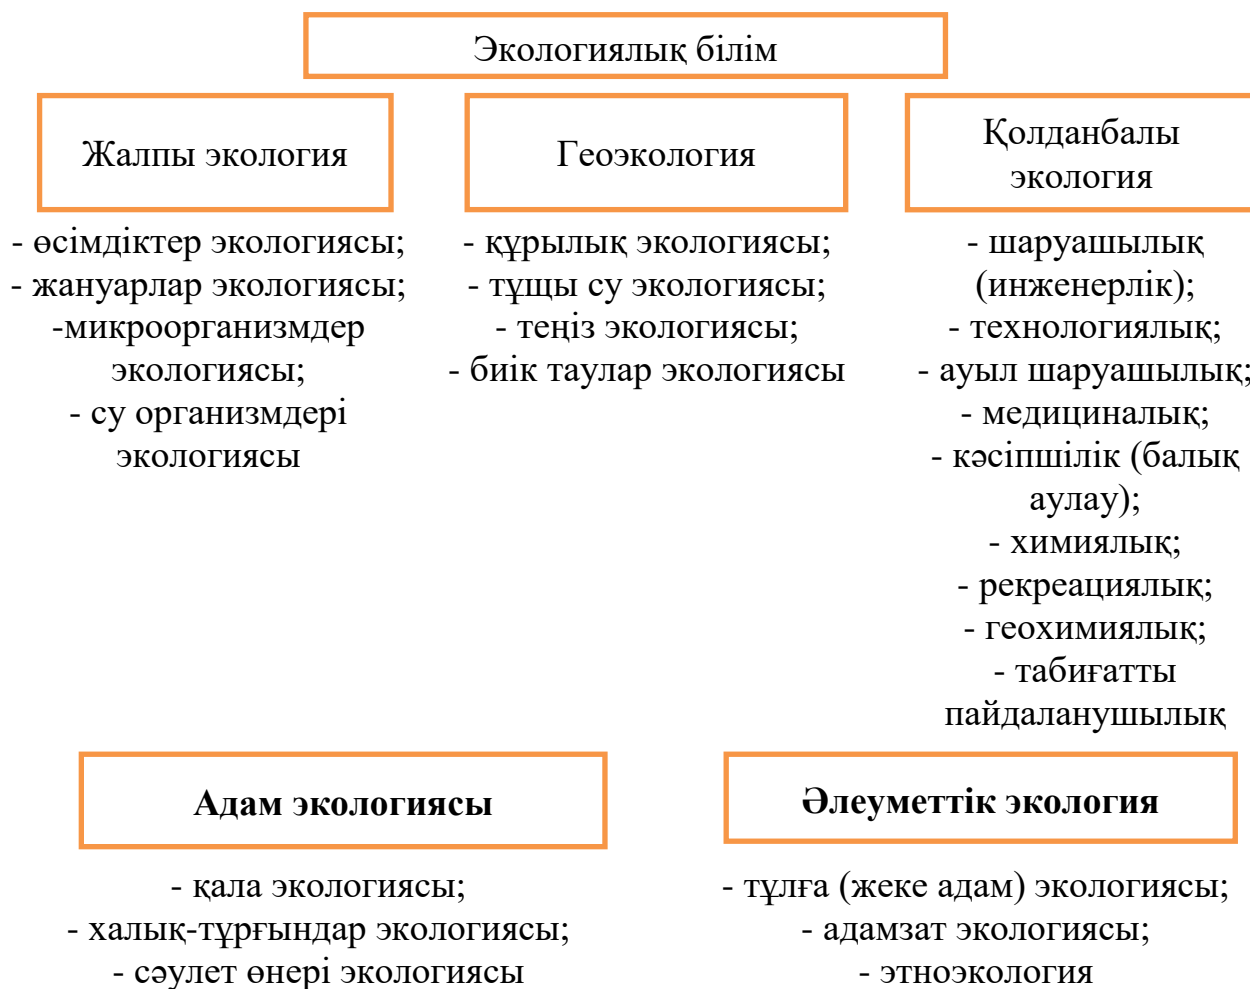 Экологиялық білім
Жалпы экология
- өсімдіктер экологиясы;
- жануарлар экологиясы;
-микроорганизмдер
экологиясы;
- су организмдері
экологиясы
Геоэкология
- құрылық экологиясы;
- тұщы су экологиясы;
- теңіз экологиясы;
- биік таулар экологиясы
Қолданбалы
экология
- шаруашылық
(инженерлік);
- технологиялық;
- ауыл шаруашылық;
- медициналық;
- кәсіпшілік (балық
аулау);
- химиялық;
- рекреациялық;
- геохимиялық;
- табиғатты
пайдаланушылық
Адам экологиясы
- қала экологиясы;
- халық-тұрғындар экологиясы;
- сәулет өнері экологиясы
Әлеуметтік экология
- тұлға (жеке адам) экологиясы;
- адамзат экологиясы;
- этноэкология